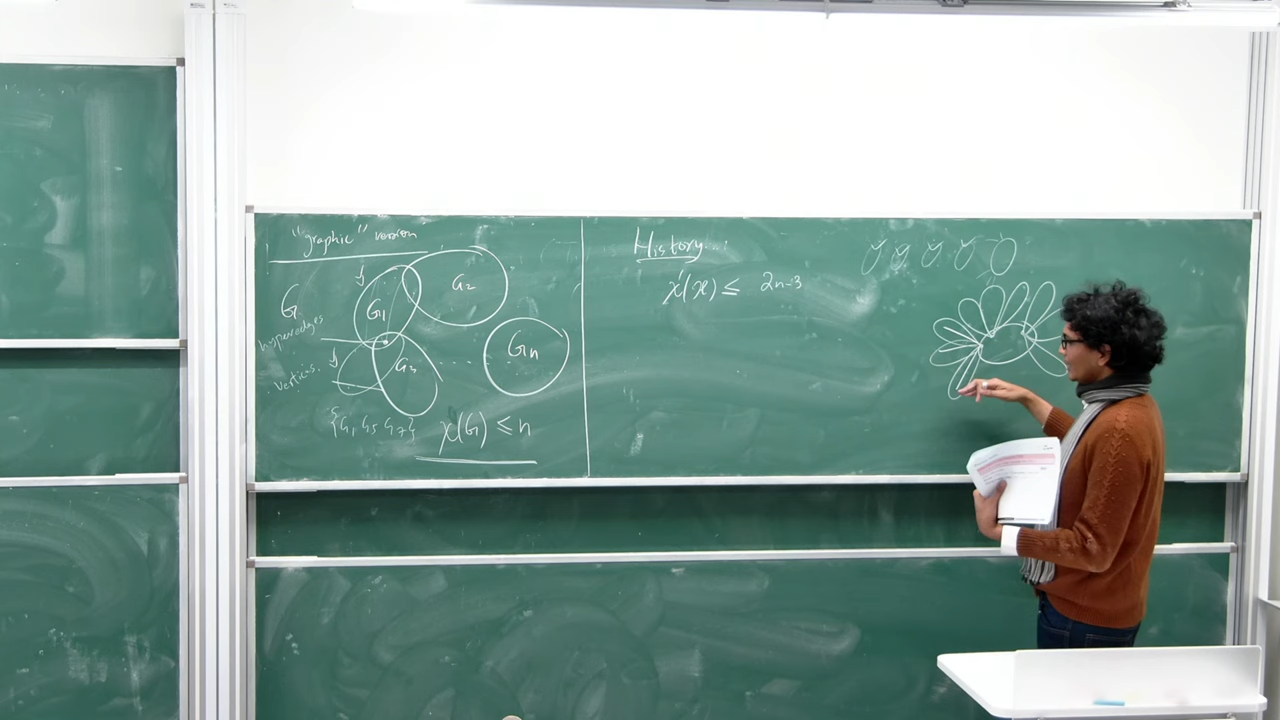 "graphic" version
G
G₁
G₂
hyperedges
vertices.
G₃
...
Gₙ
{G₁ G₅ G₇}
χ(G) ≤ n
History...
χ'(ℋ) ≤ 2n-3